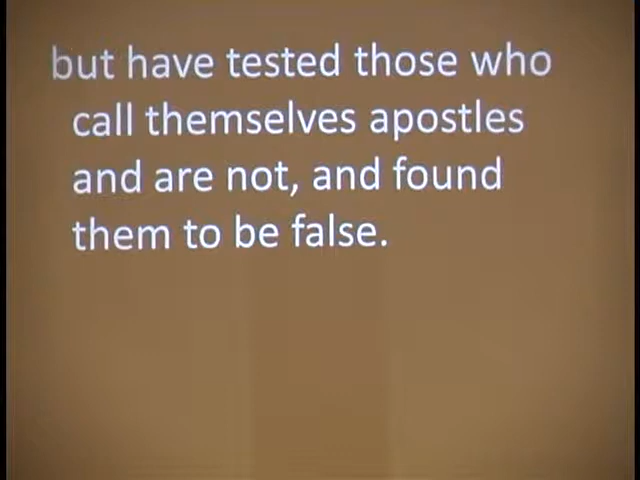 but have tested those who
call themselves apostles
and are not, and found
them to be false.